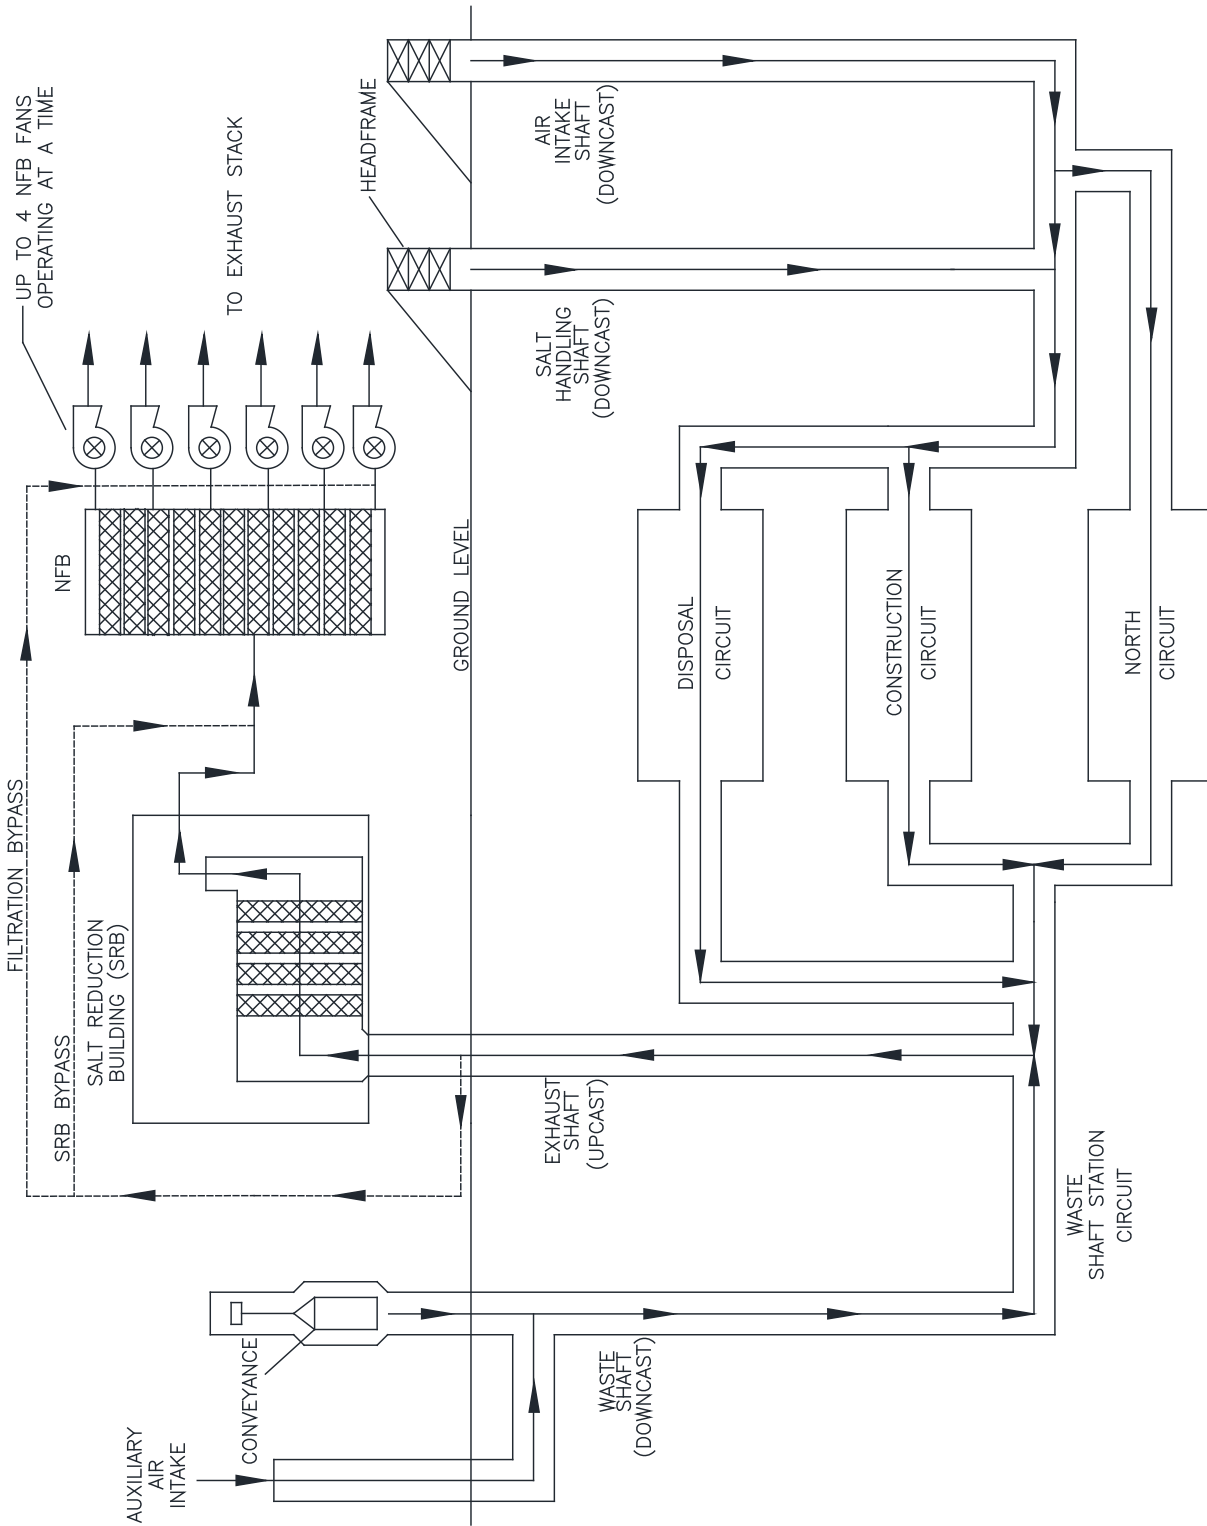 UP TO 4 NFB FANS
OPERATING AT A TIME
TO EXHAUST STACK
HEADFRAME
AIR
INTAKE
SHAFT
(DOWNCAST)
SALT
HANDLING
SHAFT
(DOWNCAST)
NFB
GROUND LEVEL
DISPOSAL
CIRCUIT
CONSTRUCTION
CIRCUIT
NORTH
CIRCUIT
FILTRATION BYPASS
SRB BYPASS
SALT REDUCTION
BUILDING (SRB)
EXHAUST
SHAFT
(UPCAST)
WASTE
SHAFT STATION
CIRCUIT
CONVEYANCE
WASTE
SHAFT
(DOWNCAST)
AUXILIARY
AIR
INTAKE